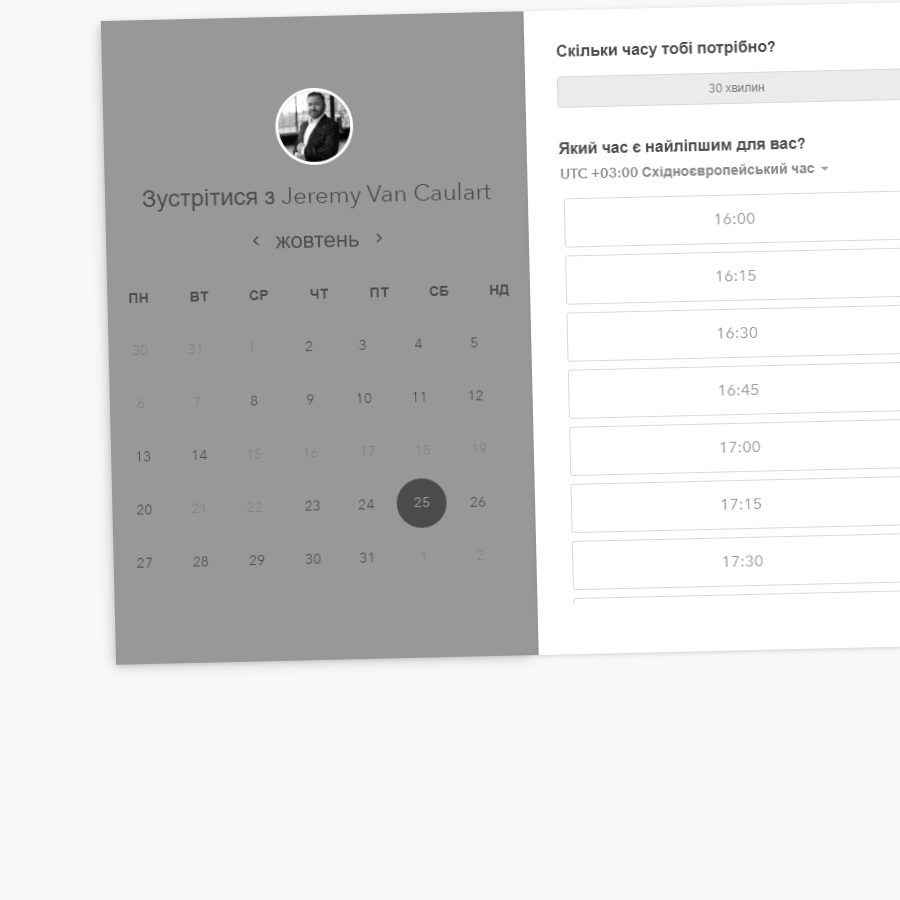 Зустрітися з Jeremy Van Caulart
жовтень
ПН ВТ СР ЧТ ПТ СБ НД
30 31 1 2 3 4 5
6 7 8 9 10 11 12
13 14 15 16 17 18 19
20 21 22 23 24 25 26
27 28 29 30 31 1 2
Скільки часу тобі потрібно?
30 хвилин
Який час є найліпшим для вас?
UTC +03:00 Східноєвропейський час
16:00
16:15
16:30
16:45
17:00
17:15
17:30